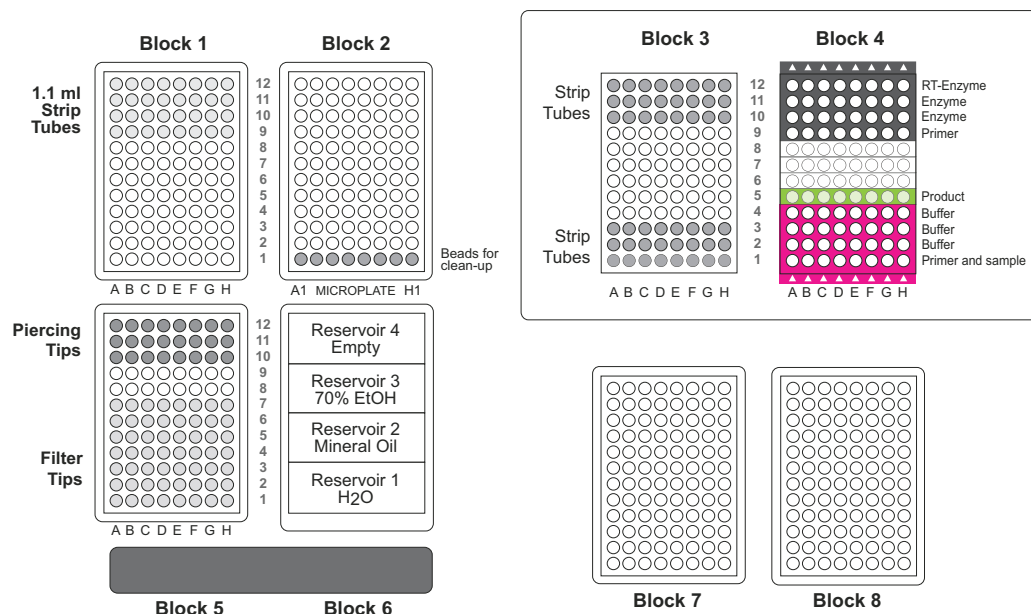 Block 1
Block 2
1.1 ml
Strip
Tubes
12
11
10
9
8
7
6
5
4
3
2
1
Beads for
clean-up
A B C D E F G H
A1 MICROPLATE H1
Block 3
Block 4
Strip
Tubes
Strip
Tubes
12
11
10
9
8
7
6
5
4
3
2
1
RT-Enzyme
Enzyme
Enzyme
Primer
Product
Buffer
Buffer
Buffer
Primer and sample
A B C D E F G H
A B C D E F G H
Piercing
Tips
Filter
Tips
12
11
10
9
8
7
6
5
4
3
2
1
A B C D E F G H
Reservoir 4
Empty
Reservoir 3
70% EtOH
Reservoir 2
Mineral Oil
Reservoir 1
H2O
Block 5
Block 6
Block 7
Block 8